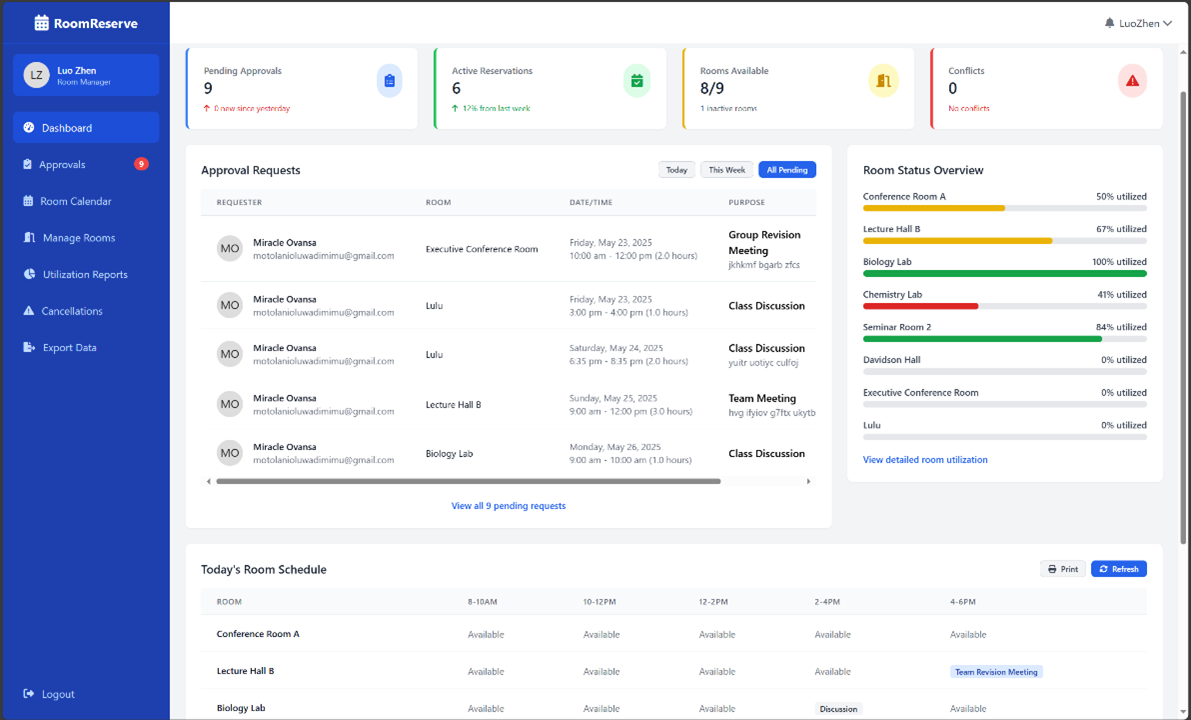 RoomReserve
LuoZhen
LZ
Luo Zhen
Room Manager
Dashboard
Approvals
9
Room Calendar
Manage Rooms
Utilization Reports
Cancellations
Export Data
Logout
Pending Approvals
9
0 new since yesterday
Active Reservations
6
12% from last week
Rooms Available
8/9
1 inactive rooms
Conflicts
0
No conflicts
Approval Requests
Today This Week All Pending
REQUESTER ROOM DATE/TIME PURPOSE
MO
Miracle Ovansa
motolanioluwadimimu@gmail.com
Executive Conference Room
Friday, May 23, 2025
10:00 am - 12:00 pm (2.0 hours)
Group Revision
Meeting
jkhkmf bgarb zfcs
MO
Miracle Ovansa
motolanioluwadimimu@gmail.com
Lulu
Friday, May 23, 2025
3:00 pm - 4:00 pm (1.0 hours)
Class Discussion
MO
Miracle Ovansa
motolanioluwadimimu@gmail.com
Lulu
Saturday, May 24, 2025
6:35 pm - 8:35 pm (2.0 hours)
Class Discussion
yuitr uotiyc culfoj
MO
Miracle Ovansa
motolanioluwadimimu@gmail.com
Lecture Hall B
Sunday, May 25, 2025
9:00 am - 12:00 pm (3.0 hours)
Team Meeting
hvg ifyiov g7ftx ukytb
MO
Miracle Ovansa
motolanioluwadimimu@gmail.com
Biology Lab
Monday, May 26, 2025
9:00 am - 10:00 am (1.0 hours)
Class Discussion
View all 9 pending requests
Room Status Overview
Conference Room A 50% utilized
Lecture Hall B 67% utilized
Biology Lab 100% utilized
Chemistry Lab 41% utilized
Seminar Room 2 84% utilized
Davidson Hall 0% utilized
Executive Conference Room 0% utilized
Lulu 0% utilized
View detailed room utilization
Today's Room Schedule
Print Refresh
ROOM 8-10AM 10-12PM 12-2PM 2-4PM 4-6PM
Conference Room A Available Available Available Available Available
Lecture Hall B Available Available Available Available Team Revision Meeting
Biology Lab Available Available Available Discussion Available